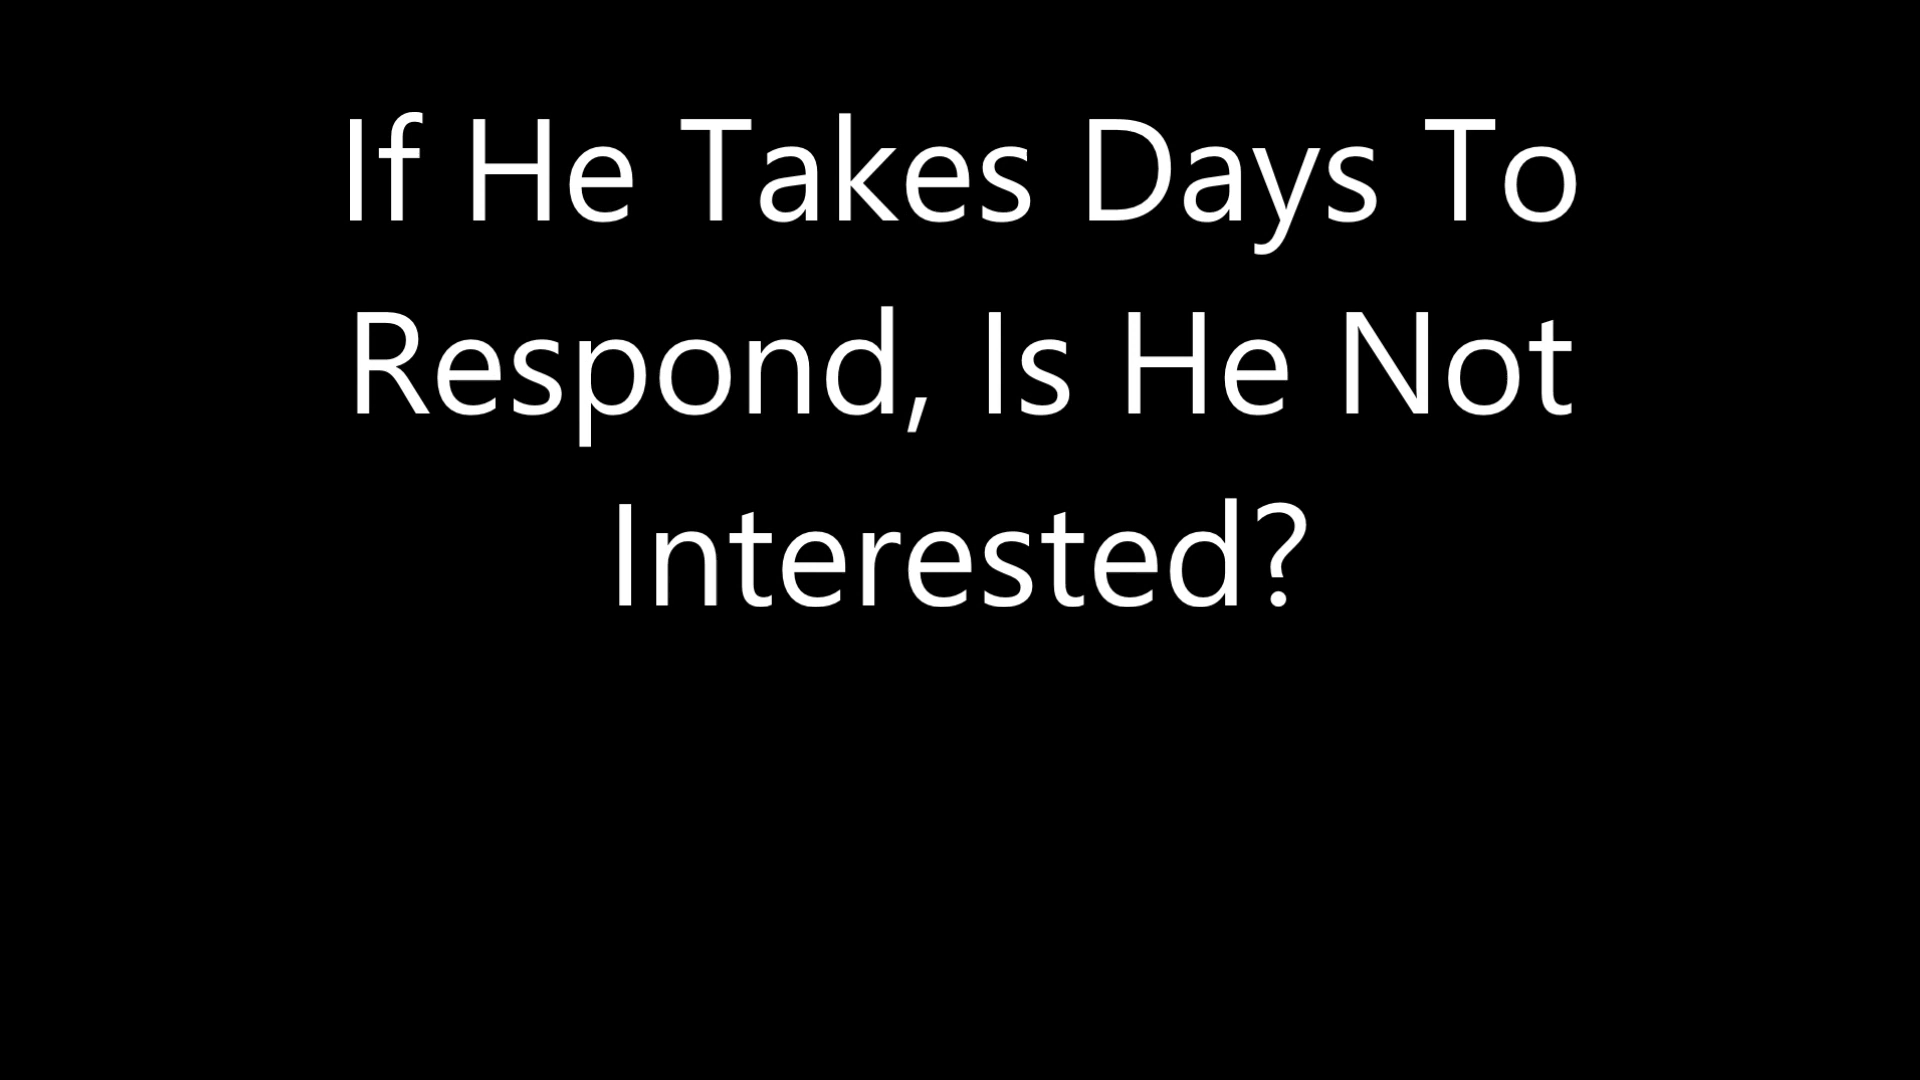 If He Takes Days To
Respond, Is He Not
Interested?